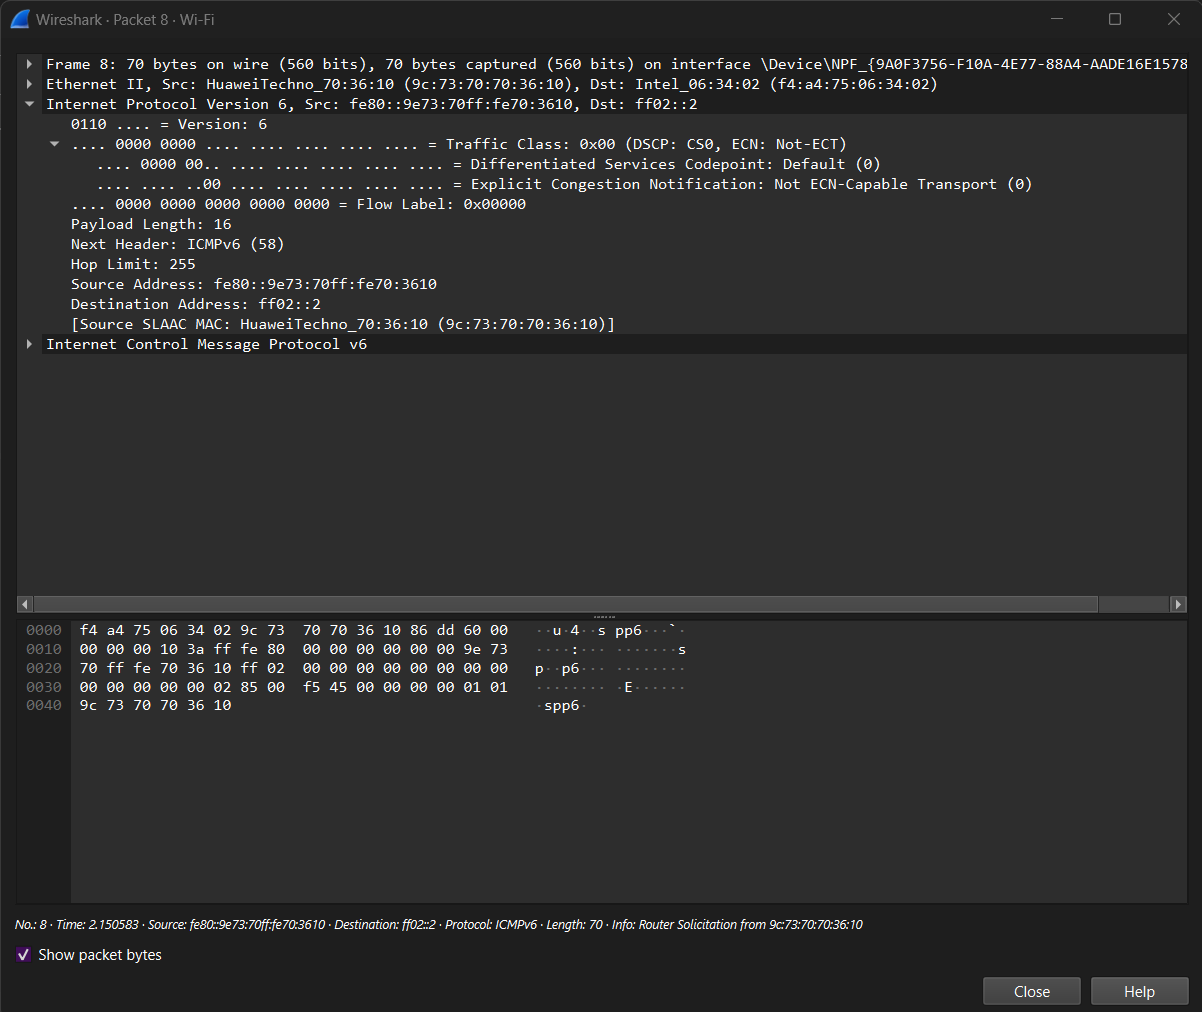 Wireshark · Packet 8 · Wi-Fi
Frame 8: 70 bytes on wire (560 bits), 70 bytes captured (560 bits) on interface \Device\NPF_{9A0F3756-F10A-4E77-88A4-AADE16E1578
Ethernet II, Src: HuaweiTechno_70:36:10 (9c:73:70:70:36:10), Dst: Intel_06:34:02 (f4:a4:75:06:34:02)
Internet Protocol Version 6, Src: fe80::9e73:70ff:fe70:3610, Dst: ff02::2
0110 .... = Version: 6
.... 0000 0000 .... .... .... .... .... = Traffic Class: 0x00 (DSCP: CS0, ECN: Not-ECT)
.... 0000 00.. .... .... .... .... .... = Differentiated Services Codepoint: Default (0)
.... .... ..00 .... .... .... .... .... = Explicit Congestion Notification: Not ECN-Capable Transport (0)
.... 0000 0000 0000 0000 0000 = Flow Label: 0x00000
Payload Length: 16
Next Header: ICMPv6 (58)
Hop Limit: 255
Source Address: fe80::9e73:70ff:fe70:3610
Destination Address: ff02::2
[Source SLAAC MAC: HuaweiTechno_70:36:10 (9c:73:70:70:36:10)]
Internet Control Message Protocol v6
0000 f4 a4 75 06 34 02 9c 73 70 70 36 10 86 dd 60 00 ··u·4··s pp6···`·
0010 00 00 00 10 3a ff fe 80 00 00 00 00 00 00 9e 73 ····:··· ·······s
0020 70 ff fe 70 36 10 ff 02 00 00 00 00 00 00 00 00 p··p6··· ········
0030 00 00 00 00 00 02 85 00 f5 45 00 00 00 00 01 01 ········ ·E······
0040 9c 73 70 70 36 10 ·spp6·
No.: 8 · Time: 2.150583 · Source: fe80::9e73:70ff:fe70:3610 · Destination: ff02::2 · Protocol: ICMPv6 · Length: 70 · Info: Router Solicitation from 9c:73:70:70:36:10
Show packet bytes
Close Help